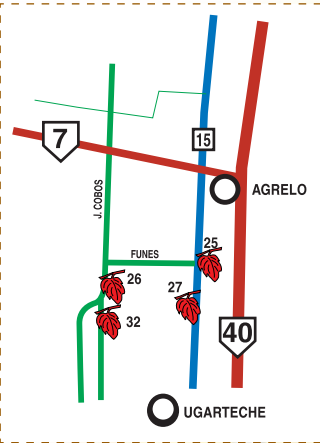 15
7
AGRELO
J. COBOS
25
FUNES
26
27
32
40
UGARTECHE